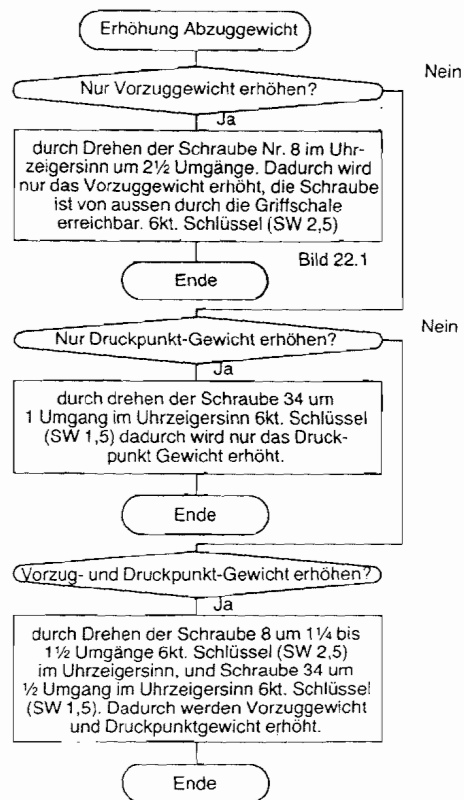 Erhöhung Abzuggewicht
Nein
Nur Vorzuggewicht erhöhen?
Ja
durch Drehen der Schraube Nr. 8 im Uhr-
zeigersinn um 2½ Umgänge. Dadurch wird
nur das Vorzuggewicht erhöht, die Schraube
ist von aussen durch die Griffschale
erreichbar. 6kt. Schlüssel (SW 2,5)
Bild 22.1
Ende
Nein
Nur Druckpunkt-Gewicht erhöhen?
Ja
durch drehen der Schraube 34 um
1 Umgang im Uhrzeigersinn 6kt. Schlüssel
(SW 1,5) dadurch wird nur das Druck-
punkt Gewicht erhöht.
Ende
Vorzug- und Druckpunkt-Gewicht erhöhen?
Ja
durch Drehen der Schraube 8 um 1¼ bis
1½ Umgänge 6kt. Schlüssel (SW 2,5)
im Uhrzeigersinn, und Schraube 34 um
½ Umgang im Uhrzeigersinn 6kt. Schlüssel
(SW 1,5). Dadurch werden Vorzuggewicht
und Druckpunktgewicht erhöht.
Ende